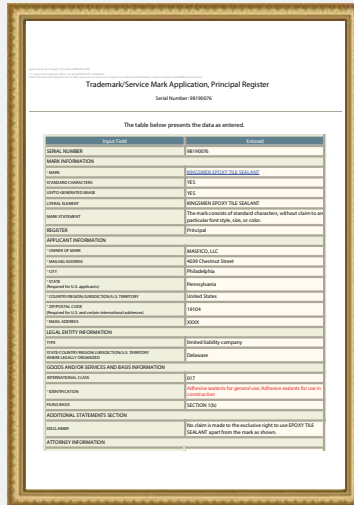 Trademark/Service Mark Application, Principal Register
Serial Number: 98190076
The table below presents the data as entered.
Input Field Entered
SERIAL NUMBER 98190076
MARK INFORMATION
*MARK KINGSMEN EPOXY TILE SEALANT
STANDARD CHARACTERS YES
USPTO-GENERATED IMAGE YES
LITERAL ELEMENT KINGSMEN EPOXY TILE SEALANT
MARK STATEMENT The mark consists of standard characters, without claim to an
particular font style, size, or color.
REGISTER Principal
APPLICANT INFORMATION
*OWNER OF MARK MASFICO, LLC
*MAILING ADDRESS 4039 Chestnut Street
*CITY Philadelphia
*STATE
(Required for U.S. applicants) Pennsylvania
*COUNTRY/REGION/JURISDICTION/U.S. TERRITORY United States
*ZIP/POSTAL CODE
(Required for U.S. and certain international addresses) 19104
*EMAIL ADDRESS XXXX
LEGAL ENTITY INFORMATION
TYPE limited liability company
STATE/COUNTRY/REGION/JURISDICTION/U.S. TERRITORY
WHERE LEGALLY ORGANIZED Delaware
GOODS AND/OR SERVICES AND BASIS INFORMATION
INTERNATIONAL CLASS 017
*IDENTIFICATION Adhesive sealants for general use; Adhesive sealants for use in
construction
FILING BASIS SECTION 1(b)
ADDITIONAL STATEMENTS SECTION
DISCLAIMER No claim is made to the exclusive right to use EPOXY TILE
SEALANT apart from the mark as shown.
ATTORNEY INFORMATION